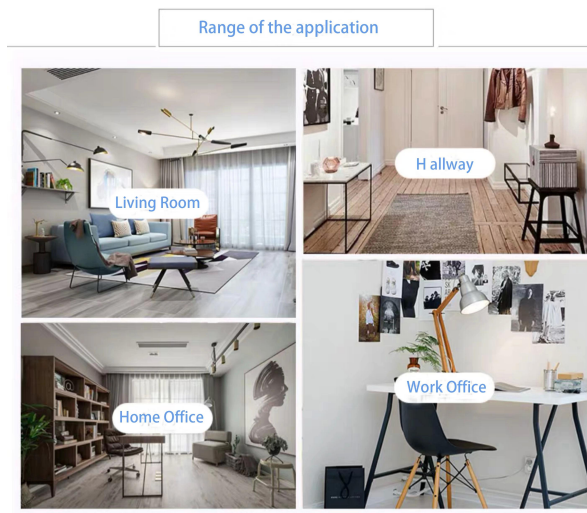 Range of the application
Living Room
H allway
Home Office
Work Office